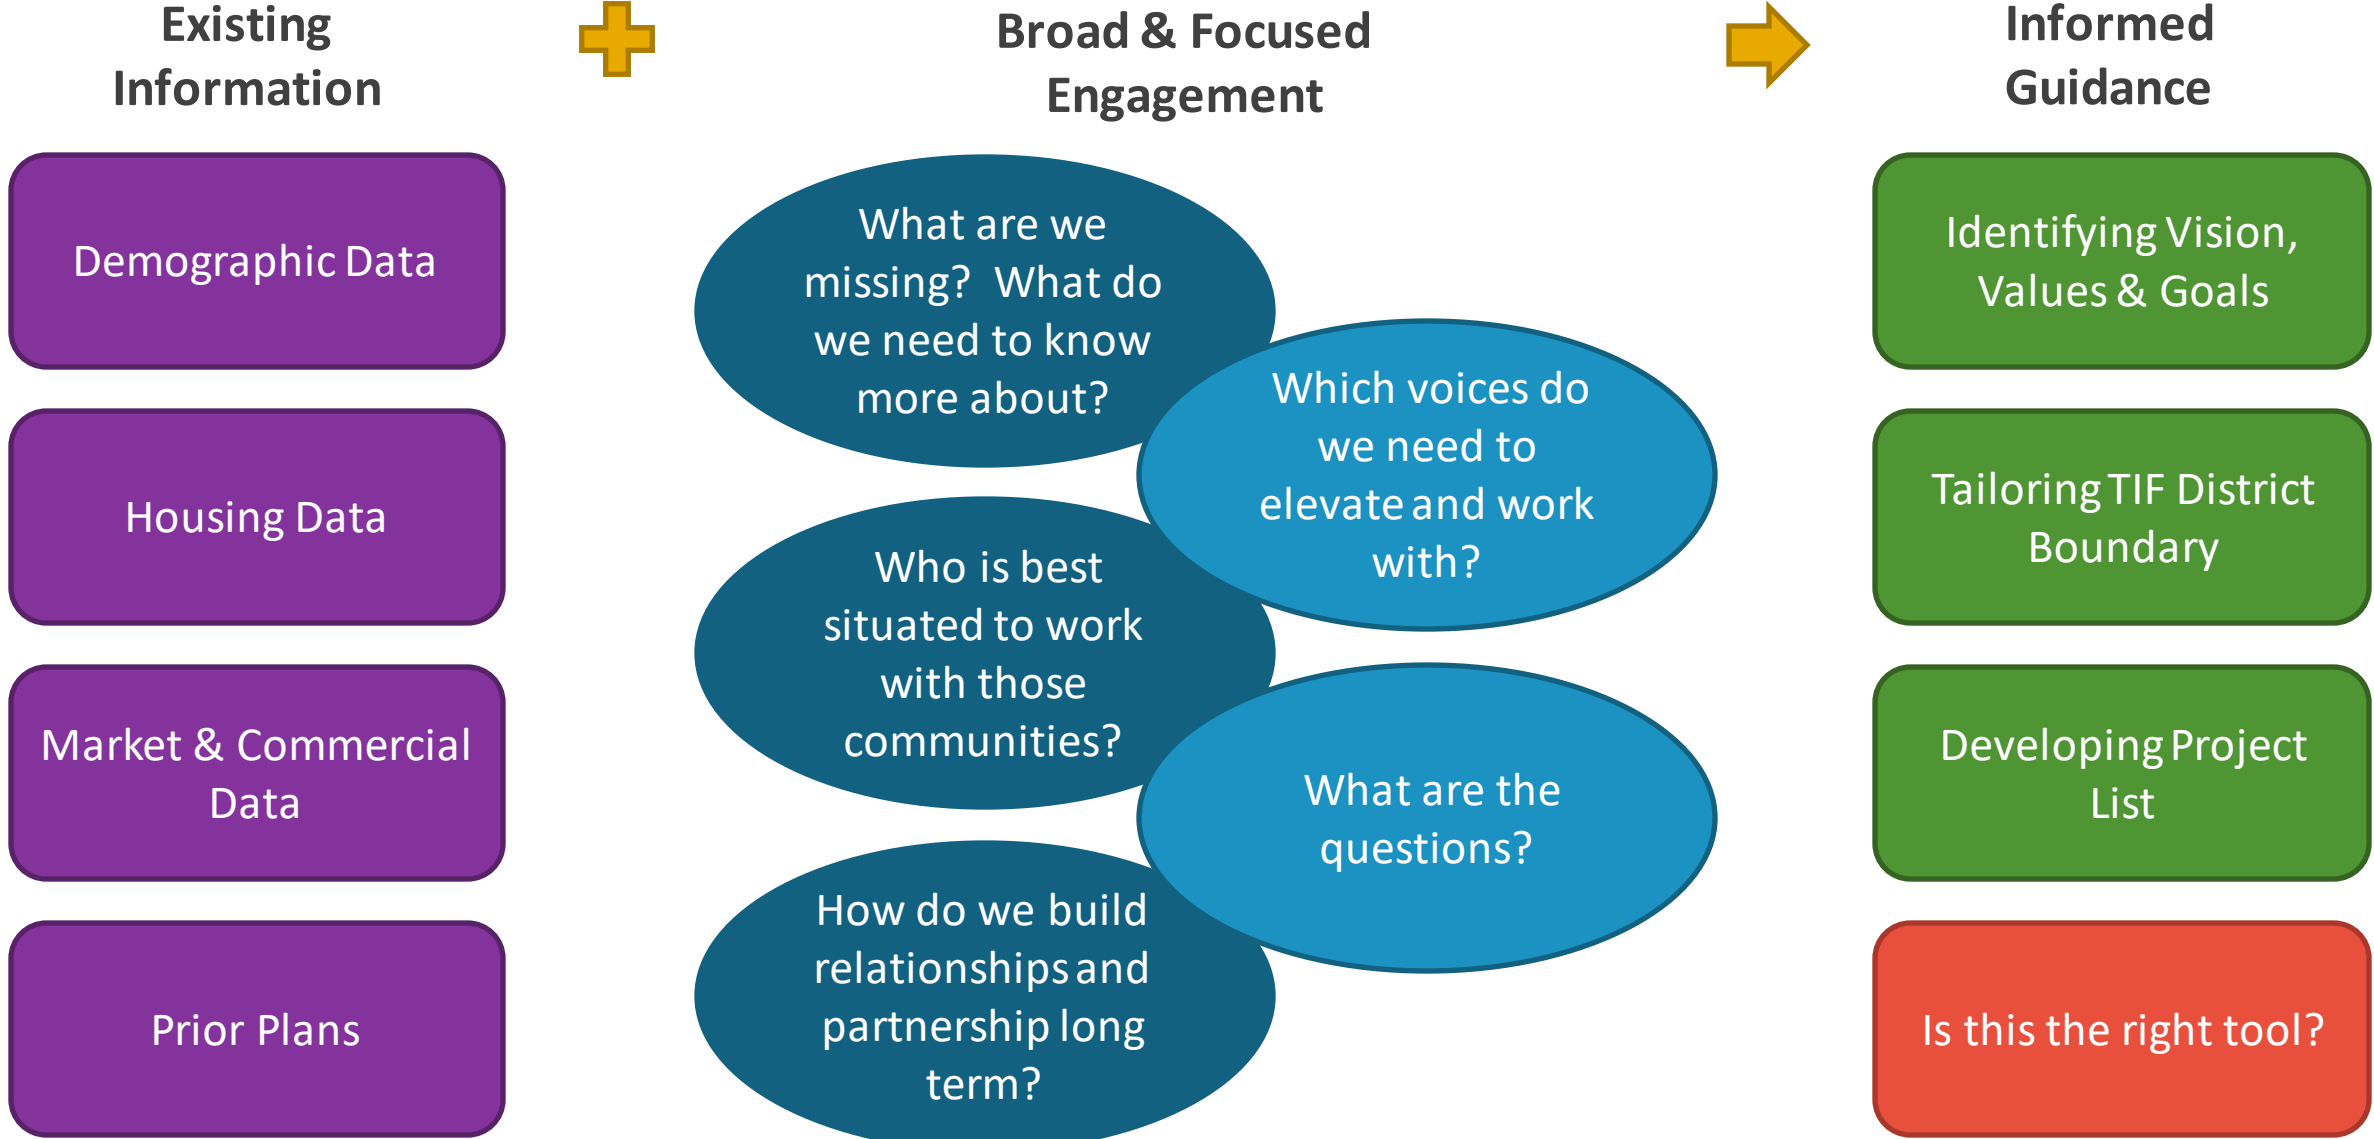 Existing
Information
Broad & Focused
Engagement
Informed
Guidance
Demographic Data
Housing Data
Market & Commercial
Data
Prior Plans
What are we
missing?  What do
we need to know
more about?
Which voices do
we need to
elevate and work
with?
Who is best
situated to work
with those
communities?
What are the
questions?
How do we build
relationships and
partnership long
term?
Identifying Vision,
Values & Goals
Tailoring TIF District
Boundary
Developing Project
List
Is this the right tool?